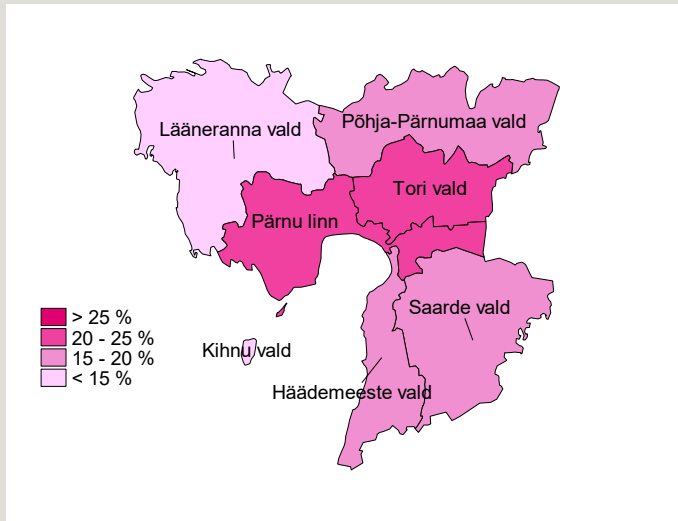 Lääneranna vald
Põhja-Pärnumaa vald
Tori vald
Pärnu linn
Saarde vald
Kihnu vald
Häädemeeste vald
> 25 %
20 - 25 %
15 - 20 %
< 15 %